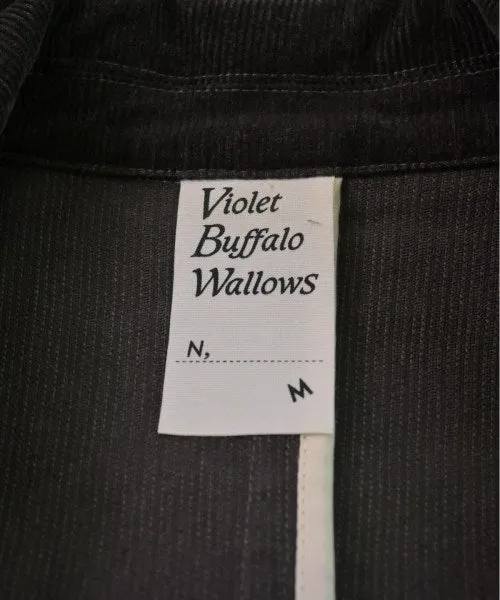 Violet
Buffalo
Wallows
N,
M